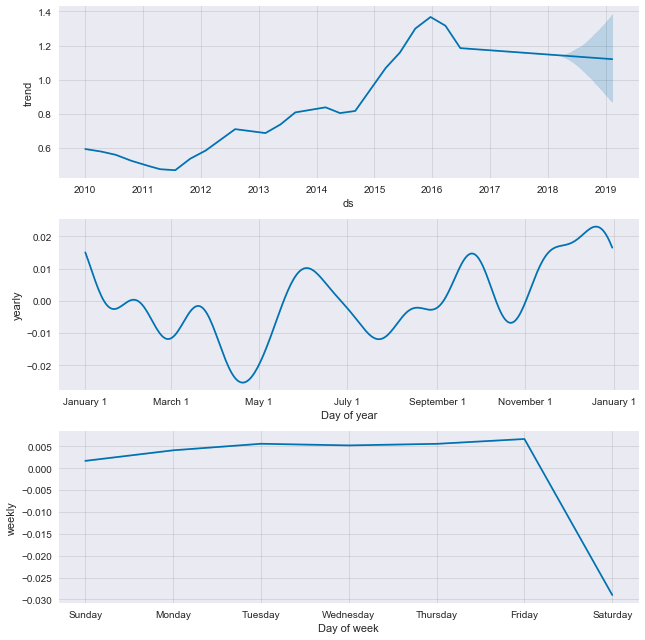 1.4
1.2
1.0
0.8
0.6
trend
2010 2011 2012 2013 2014 2015 2016 2017 2018 2019
ds
0.02
0.01
0.00
−0.01
−0.02
yearly
January 1 March 1 May 1 July 1 September 1 November 1 January 1
Day of year
0.005
0.000
−0.005
−0.010
−0.015
−0.020
−0.025
−0.030
weekly
Sunday Monday Tuesday Wednesday Thursday Friday Saturday
Day of week